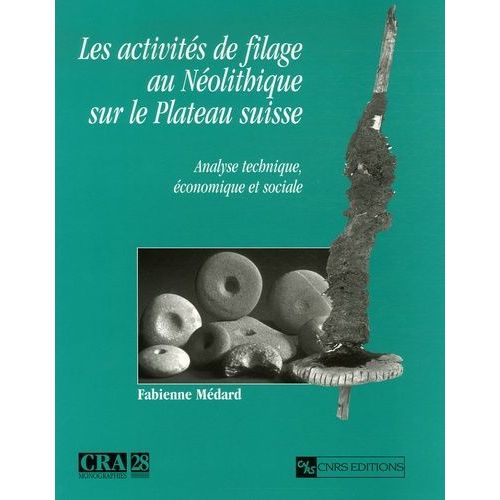 Les activités de filage
au Néolithique
sur le Plateau suisse
Analyse technique,
économique et sociale
Fabienne Médard
CRA 28
MONOGRAPHIES
CNRS
CNRS EDITIONS